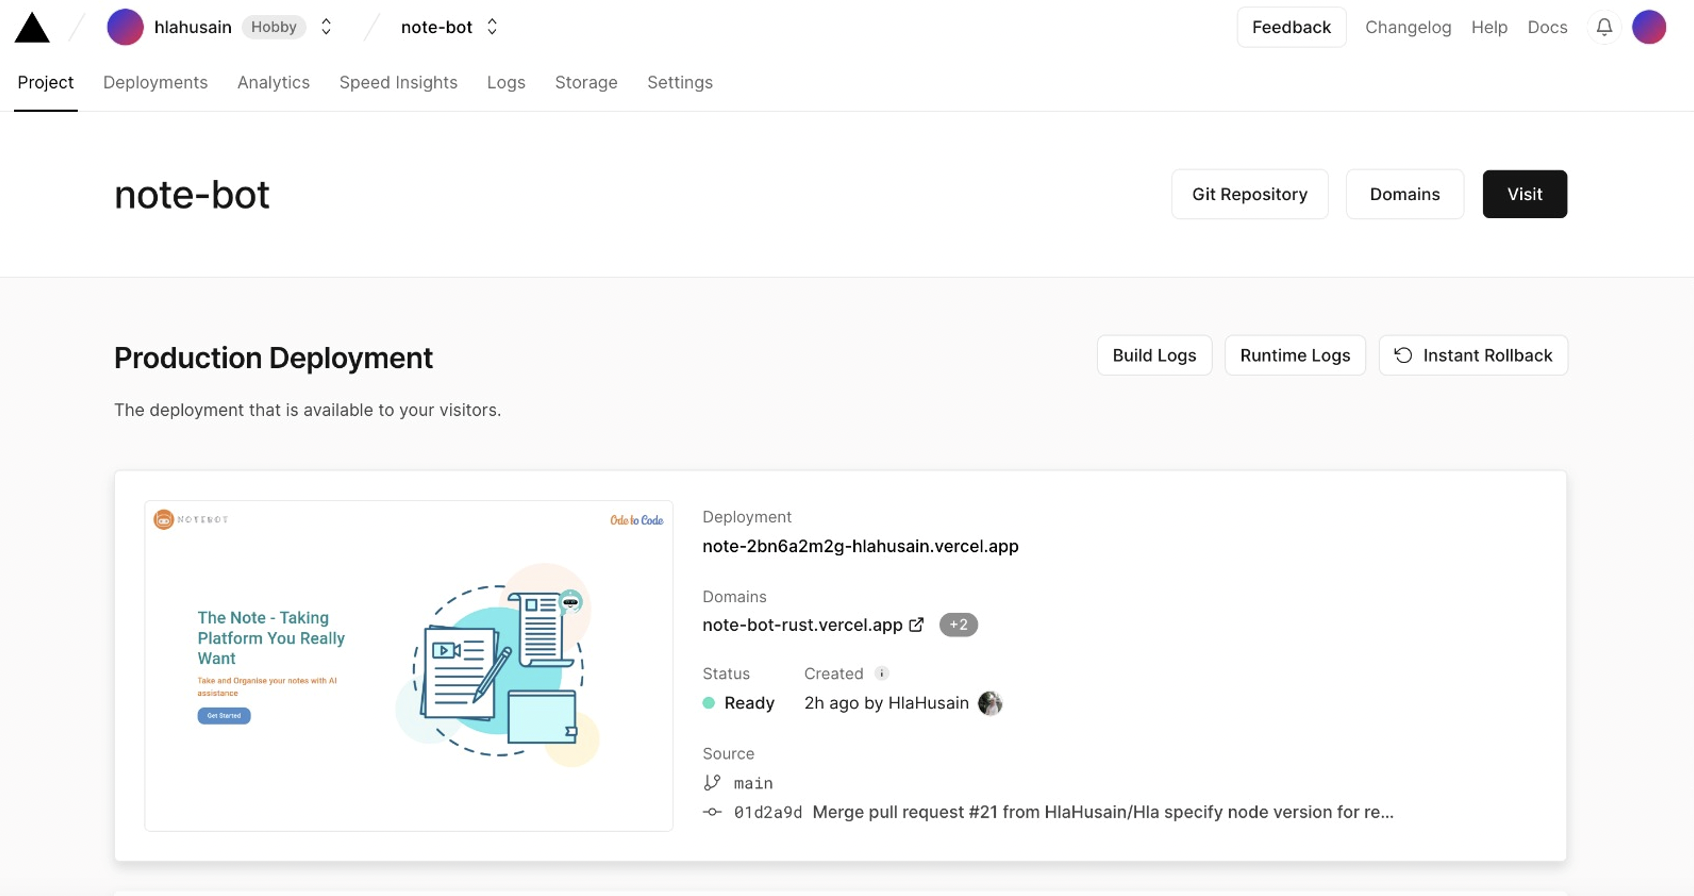 hlahusain Hobby note-bot Feedback Changelog Help Docs
Project Deployments Analytics Speed Insights Logs Storage Settings
note-bot
Git Repository Domains Visit
Production Deployment
Build Logs Runtime Logs Instant Rollback
The deployment that is available to your visitors.
NOTEBOT Ode to Code
The Note - Taking
Platform You Really
Want
Take and Organise your notes with AI
assistance
Get Started
Deployment
note-2bn6a2m2g-hlahusain.vercel.app
Domains
note-bot-rust.vercel.app +2
Status Created
Ready 2h ago by HlaHusain
Source
main
01d2a9d Merge pull request #21 from HlaHusain/Hla specify node version for re...